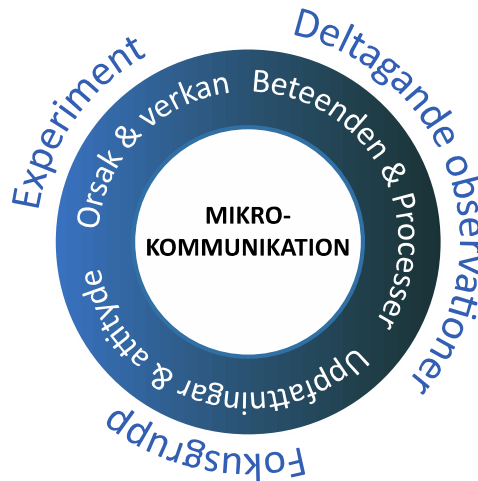 Experiment
Deltagande observationer
Fokusgrupp
Orsak & verkan
Beteenden & Processer
Uppfattningar & attityde
MIKRO-
KOMMUNIKATION